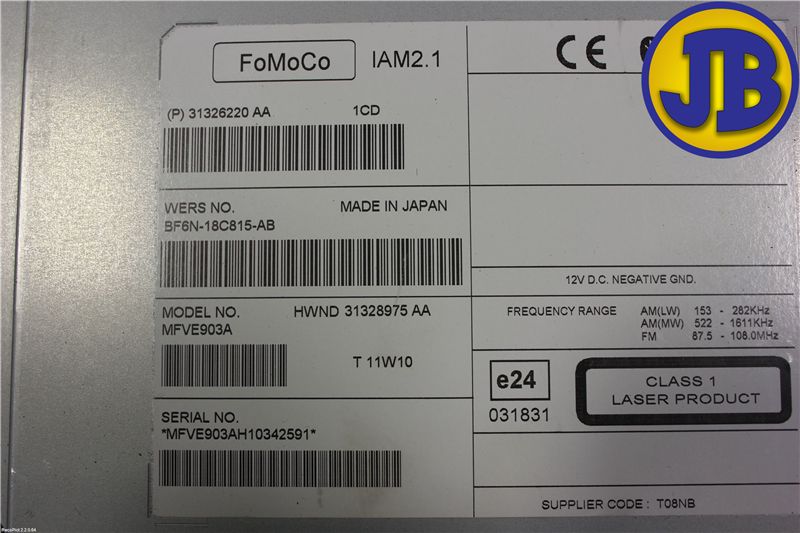 FoMoCo IAM2.1
(P) 31326220 AA 1CD
WERS NO. MADE IN JAPAN
BF6N-18C815-AB
MODEL NO. HWND 31328975 AA
MFVE903A
T 11W10
SERIAL NO.
*MFVE903AH10342591*
CE
JB
12V D.C. NEGATIVE GND.
FREQUENCY RANGE AM(LW) 153 - 282KHz
AM(MW) 522 - 1611KHz
FM 87.5 - 108.0MHz
e24
031831
CLASS 1
LASER PRODUCT
SUPPLIER CODE : T08NB